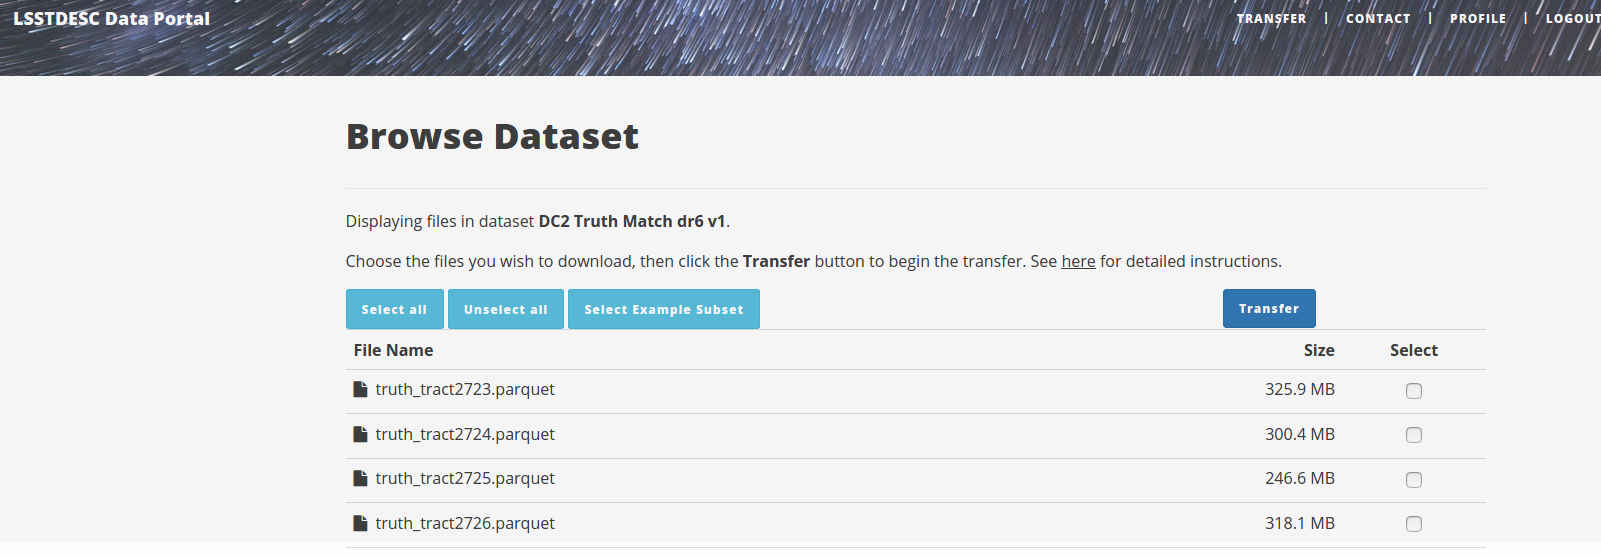 LSSTDESC Data Portal
TRANSFER | CONTACT | PROFILE | LOGOUT
Browse Dataset
Displaying files in dataset DC2 Truth Match dr6 v1.
Choose the files you wish to download, then click the Transfer button to begin the transfer. See here for detailed instructions.
Select all Unselect all Select Example Subset Transfer
File Name Size Select
truth_tract2723.parquet 325.9 MB
truth_tract2724.parquet 300.4 MB
truth_tract2725.parquet 246.6 MB
truth_tract2726.parquet 318.1 MB